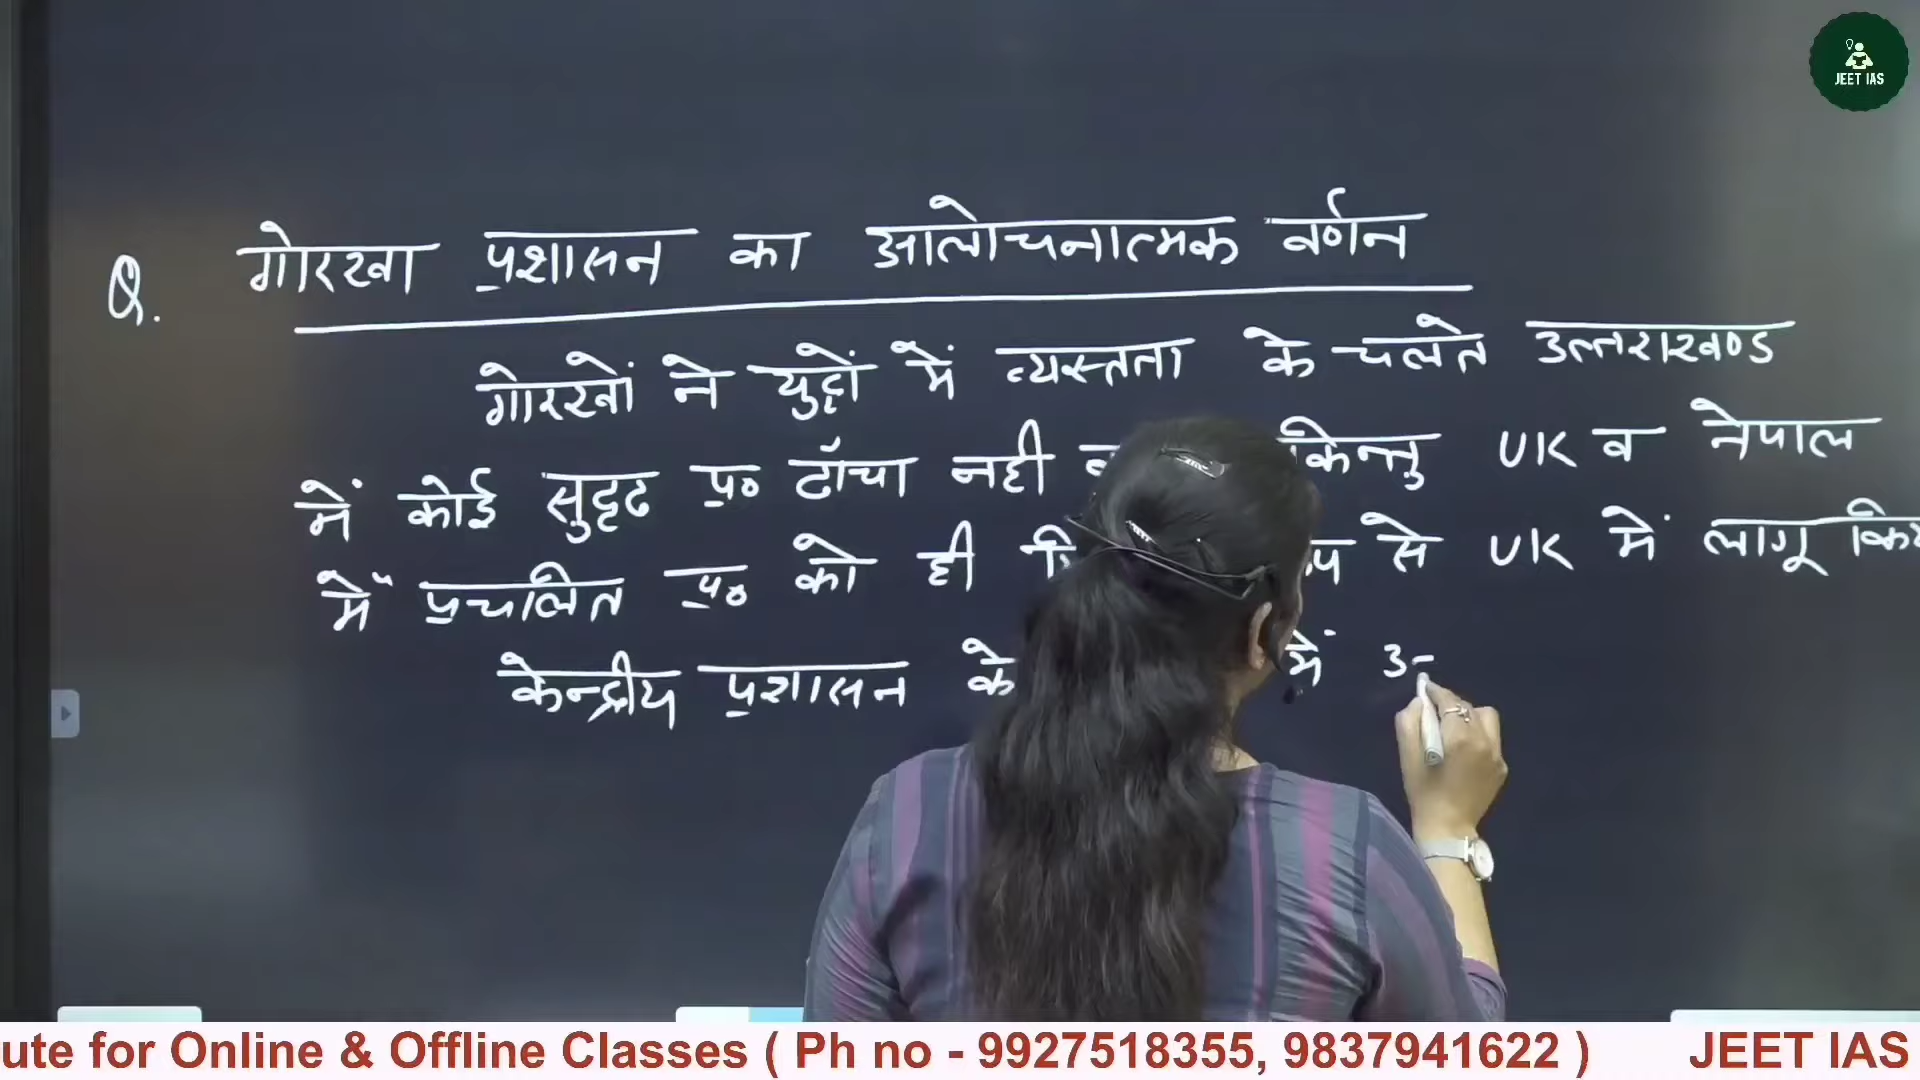 JEET IAS
Q. गोरखा प्रशासन का आलोचनात्मक वर्णन
गोरखों ने युद्दों में व्यस्तता के चलते उत्तराखण्ड
में कोई सुदृढ प्र० ढाँचा नही किन्तु UK व नेपाल
में प्रचलित प्र० को ही से UK में लागू
केन्द्रीय प्रशासन के में
ute for Online & Offline Classes ( Ph no - 9927518355, 9837941622 ) JEET IAS